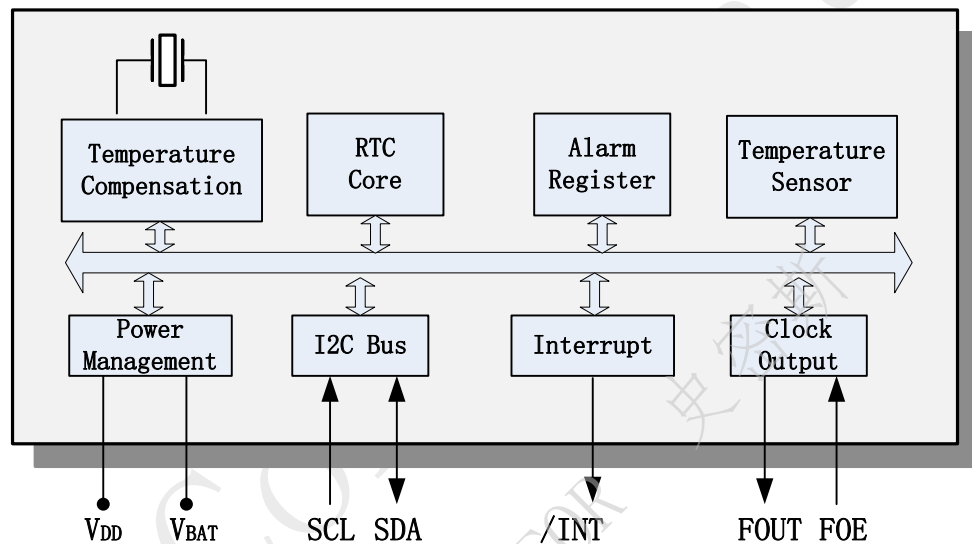 Temperature
Compensation
RTC
Core
Alarm
Register
Temperature
Sensor
Power
Management
I2C Bus
Interrupt
Clock
Output
VDD
VBAT
SCL SDA
/INT
FOUT FOE